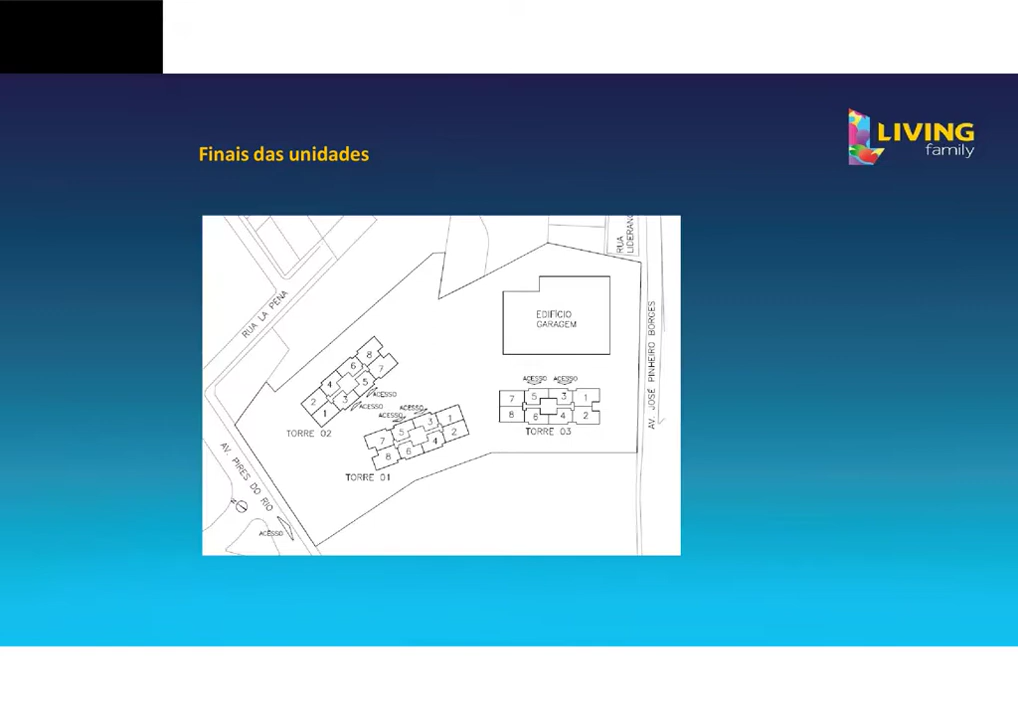 LIVING
family
Finais das unidades
RUA
LIDERANÇ
RUA LA PENA
EDIFÍCIO
GARAGEM
AV. JOSÉ PINHEIRO BORGES
8
6
7
4
5
2
3
1
ACESSO
ACESSO
TORRE 02
ACESSO
ACESSO
7
5
3
1
8
6
4
2
TORRE 01
ACESSO
ACESSO
7
5
3
1
8
6
4
2
TORRE 03
AV. PIRES DO RIO
N
ACESSO